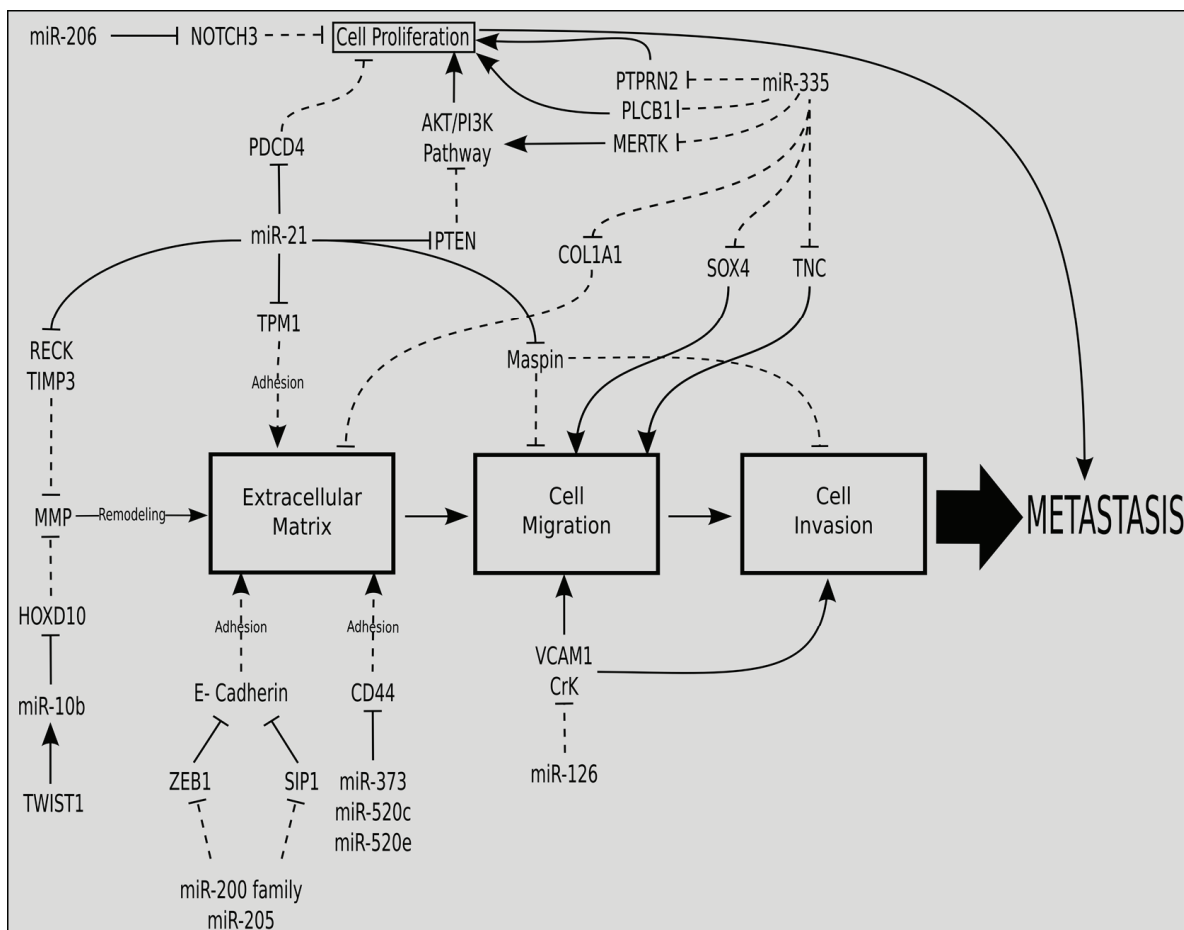 miR-206
NOTCH3
Cell Proliferation
PTPRN2
miR-335
PLCB1
AKT/PI3K
Pathway
MERTK
PDCD4
miR-21
PTEN
COL1A1
SOX4
TNC
TPM1
RECK
TIMP3
Maspin
Adhesion
Extracellular
Matrix
Cell
Migration
Cell
Invasion
METASTASIS
MMP
Remodeling
HOXD10
Adhesion
Adhesion
VCAM1
CrK
E- Cadherin
CD44
miR-10b
ZEB1
SIP1
miR-373
miR-520c
miR-520e
miR-126
TWIST1
miR-200 family
miR-205